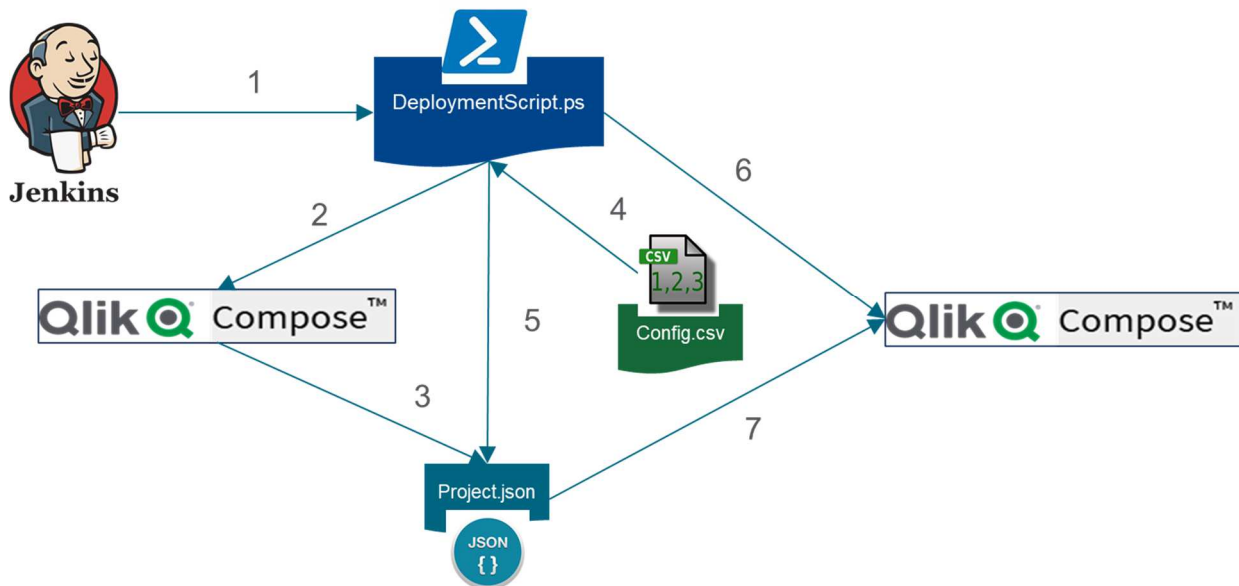 1
DeploymentScript.ps
Jenkins
2
4
6
CSV
1,2,3
Config.csv
Qlik Compose™
5
Qlik Compose™
3
7
Project.json
JSON
{ }